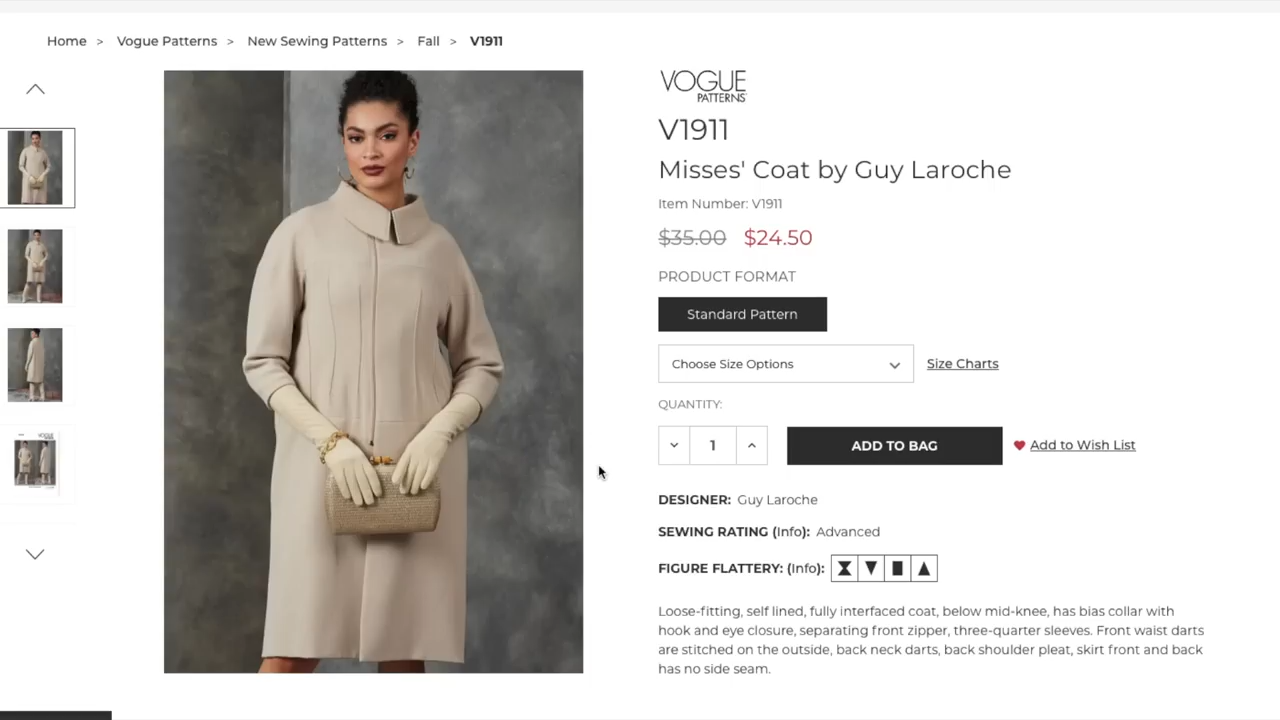 Home > Vogue Patterns > New Sewing Patterns > Fall > V1911
VOGUE
PATTERNS
V1911
Misses' Coat by Guy Laroche
Item Number: V1911
$35.00 $24.50
PRODUCT FORMAT
Standard Pattern
Choose Size Options Size Charts
QUANTITY:
1 ADD TO BAG Add to Wish List
DESIGNER: Guy Laroche
SEWING RATING (Info): Advanced
FIGURE FLATTERY: (Info):
Loose-fitting, self lined, fully interfaced coat, below mid-knee, has bias collar with
hook and eye closure, separating front zipper, three-quarter sleeves. Front waist darts
are stitched on the outside, back neck darts, back shoulder pleat, skirt front and back
has no side seam.